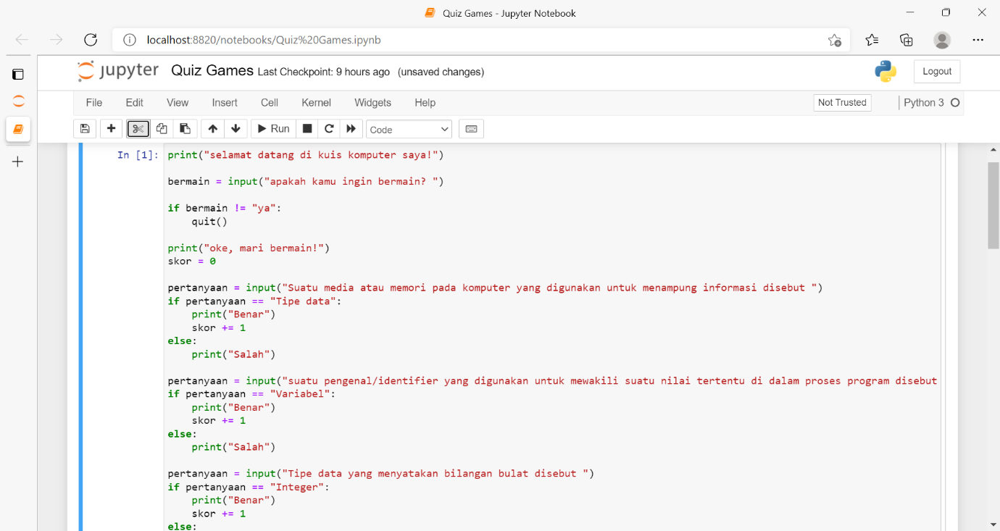 Quiz Games - Jupyter Notebook
localhost:8820/notebooks/Quiz%20Games.ipynb
jupyter Quiz Games Last Checkpoint: 9 hours ago (unsaved changes)
Logout
File Edit View Insert Cell Kernel Widgets Help
Not Trusted
Python 3
Run
Code
In [1]: print("selamat datang di kuis komputer saya!")
bermain = input("apakah kamu ingin bermain? ")
if bermain != "ya":
    quit()
print("oke, mari bermain!")
skor = 0
pertanyaan = input("Suatu media atau memori pada komputer yang digunakan untuk menampung informasi disebut ")
if pertanyaan == "Tipe data":
    print("Benar")
    skor += 1
else:
    print("Salah")
pertanyaan = input("suatu pengenal/identifier yang digunakan untuk mewakili suatu nilai tertentu di dalam proses program disebut
if pertanyaan == "Variabel":
    print("Benar")
    skor += 1
else:
    print("Salah")
pertanyaan = input("Tipe data yang menyatakan bilangan bulat disebut ")
if pertanyaan == "Integer":
    print("Benar")
    skor += 1
else: